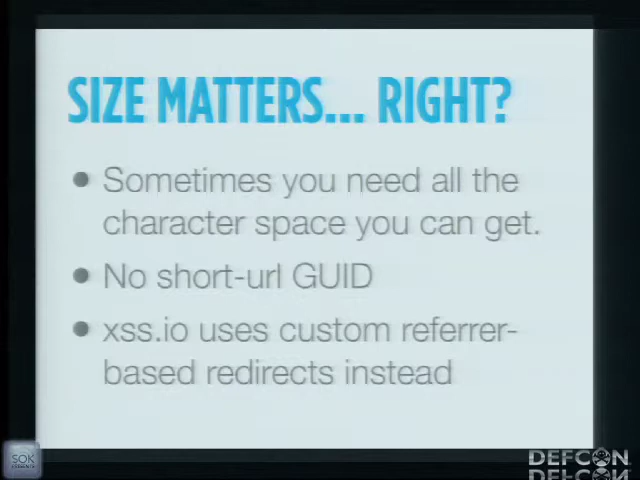 SIZE MATTERS... RIGHT?
Sometimes you need all the
character space you can get.
No short-url GUID
xss.io uses custom referrer-
based redirects instead
SOK
DEFCON